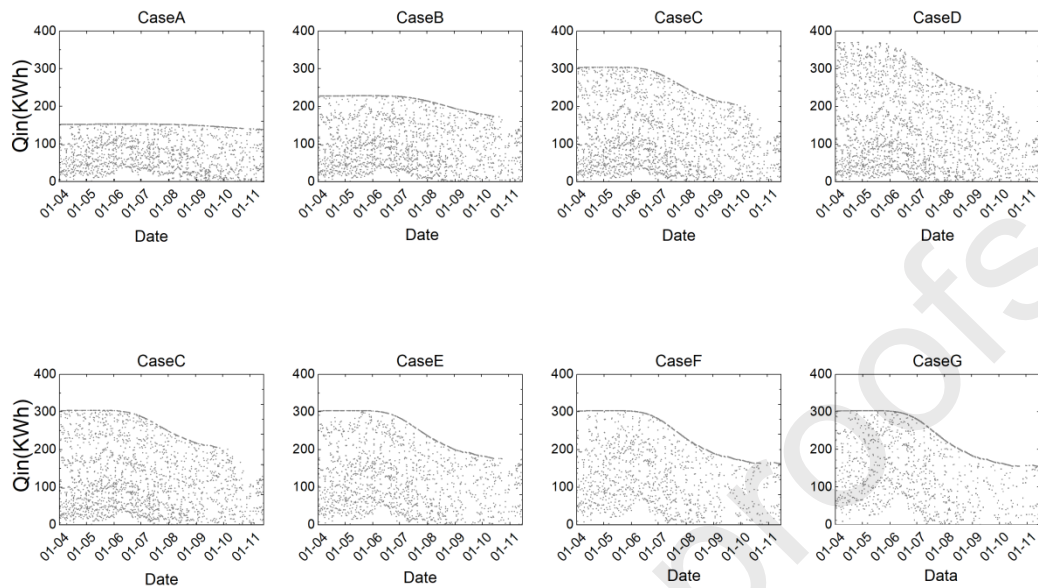 CaseA CaseB CaseC CaseD
400 400 400 400
300 300 300 300
200 200 200 200
100 100 100 100
0 0 0 0
Qin(KWh)
01-04 01-05 01-06 01-07 01-08 01-09 01-10 01-11 01-04 01-05 01-06 01-07 01-08 01-09 01-10 01-11 01-04 01-05 01-06 01-07 01-08 01-09 01-10 01-11 01-04 01-05 01-06 01-07 01-08 01-09 01-10 01-11
Date Date Date Date
CaseC CaseE CaseF CaseG
400 400 400 400
300 300 300 300
200 200 200 200
100 100 100 100
0 0 0 0
Qin(KWh)
01-04 01-05 01-06 01-07 01-08 01-09 01-10 01-11 01-04 01-05 01-06 01-07 01-08 01-09 01-10 01-11 01-04 01-05 01-06 01-07 01-08 01-09 01-10 01-11 01-04 01-05 01-06 01-07 01-08 01-09 01-10 01-11
Date Date Date Data
proofs